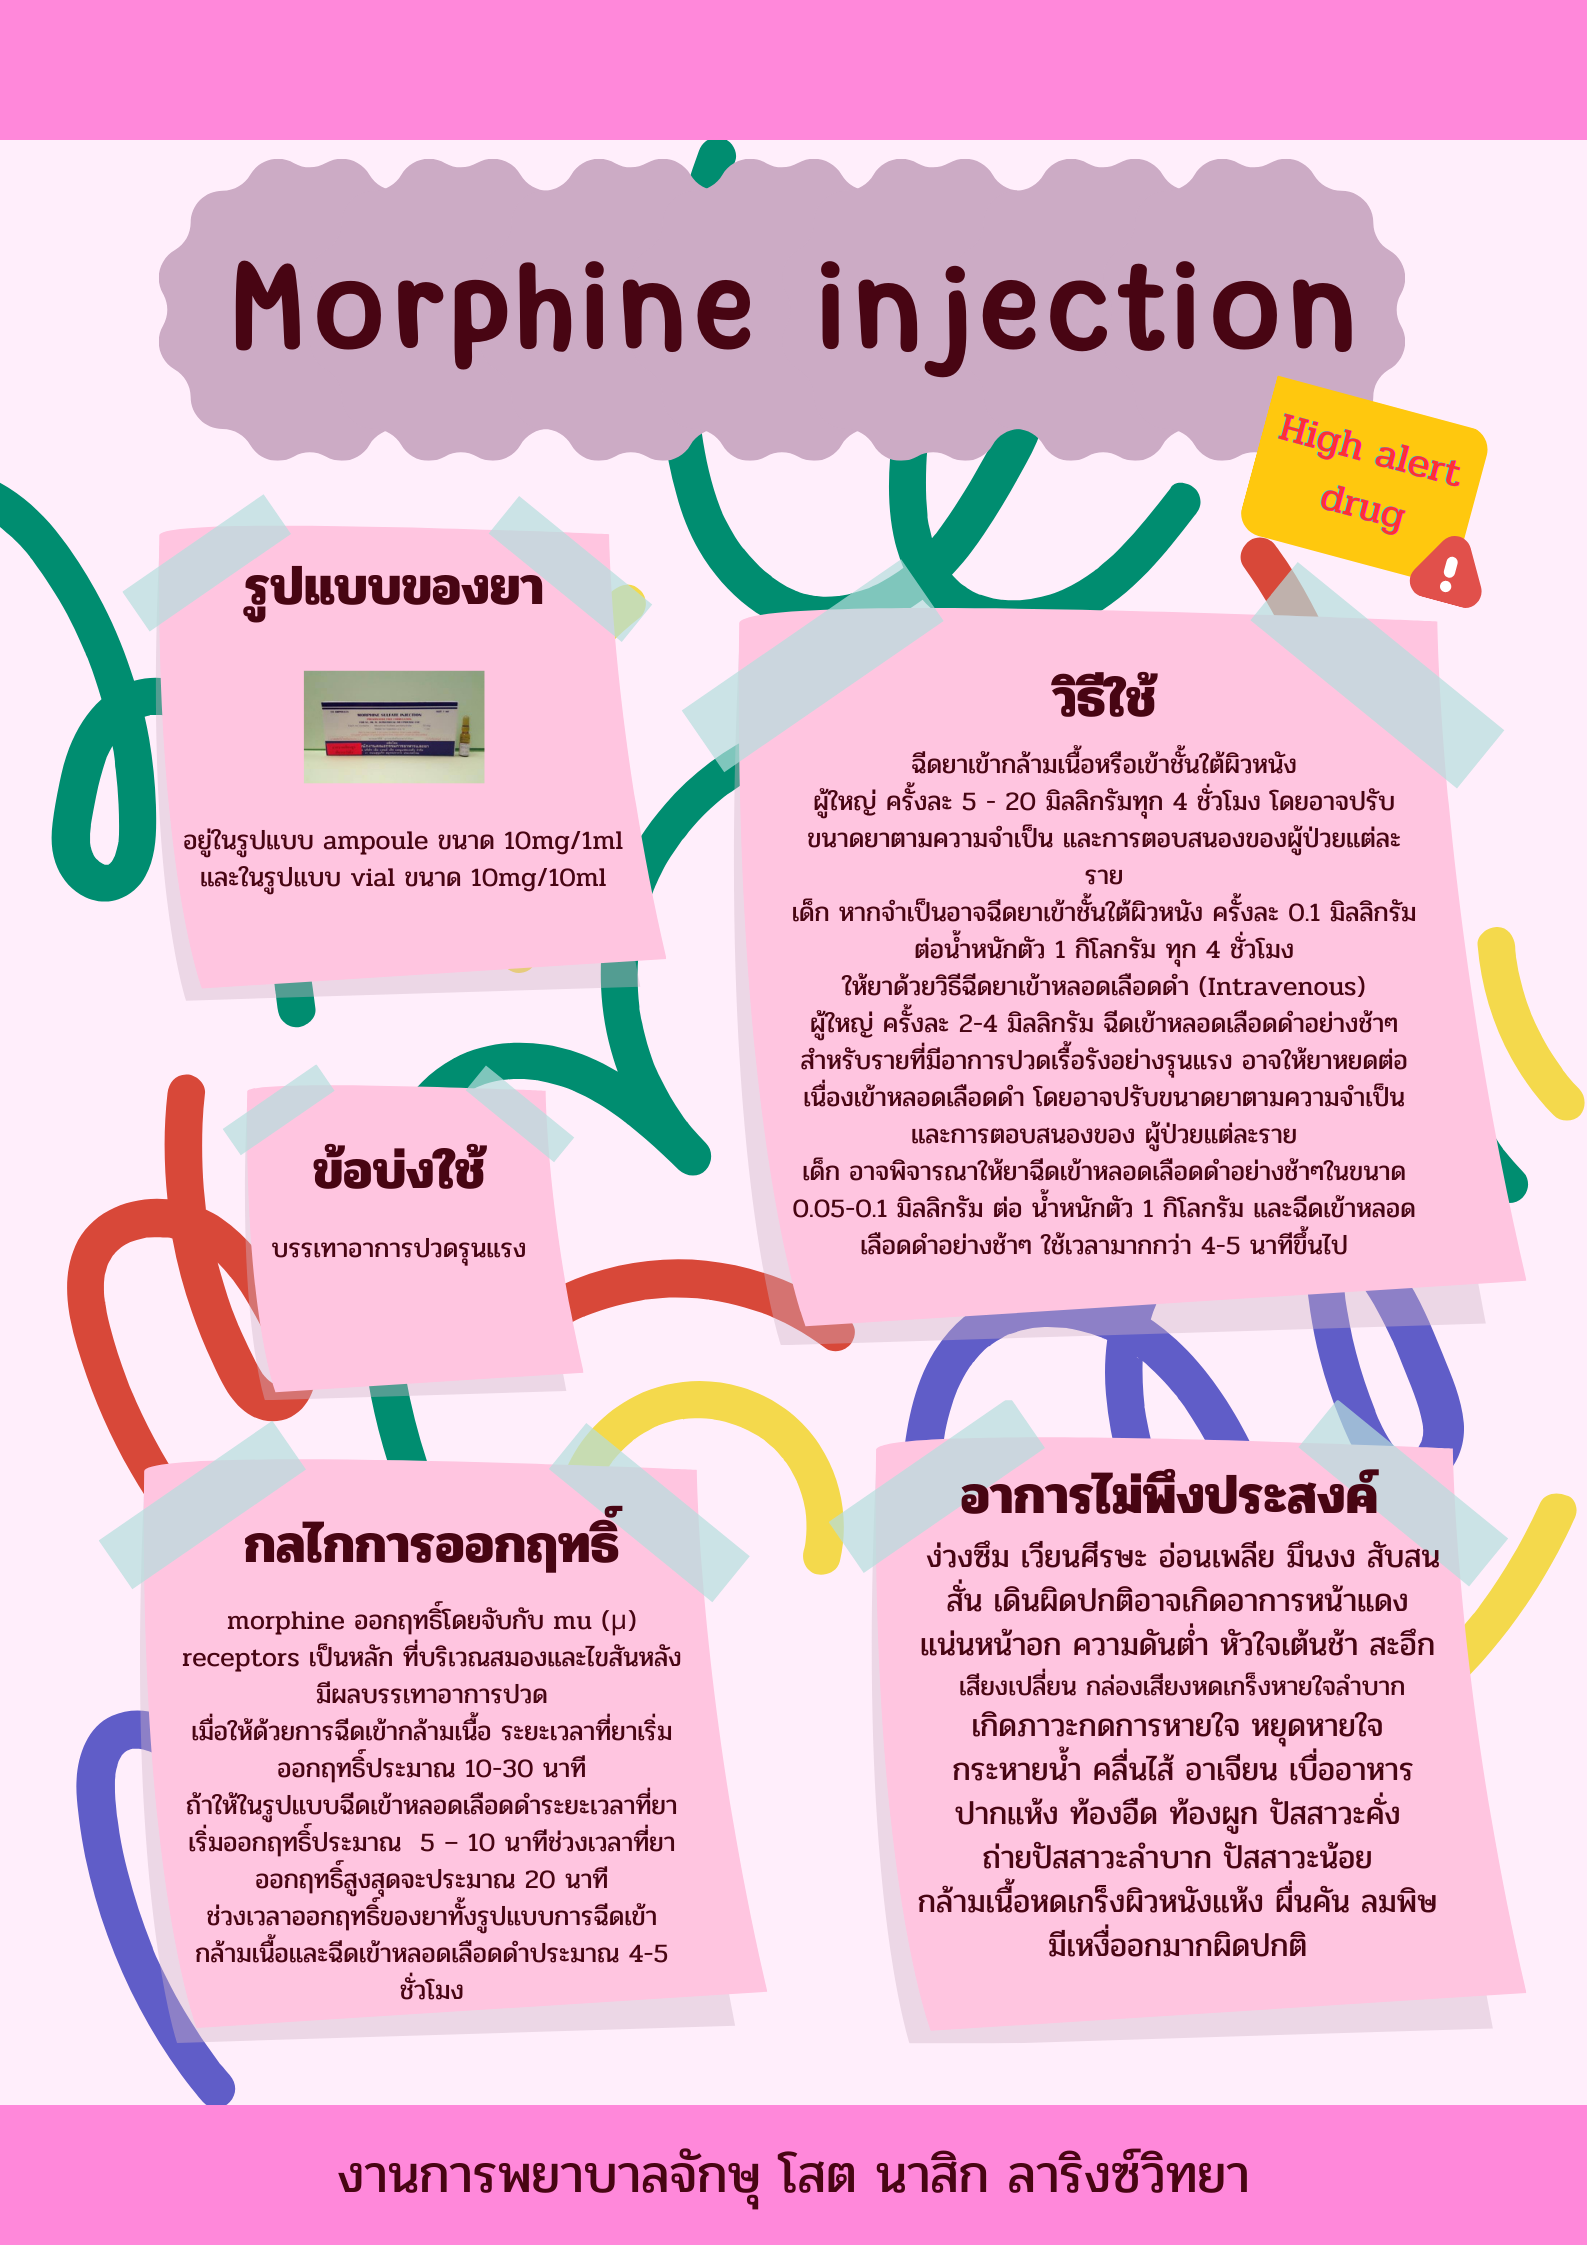 Morphine injection
High alert
drug
รูปแบบของยา
MORPHINE SULFATE INJECTION
อยู่ในรูปแบบ ampoule ขนาด 10mg/1ml
และในรูปแบบ vial ขนาด 10mg/10ml
วิธีใช้
ฉีดยาเข้ากล้ามเนื้อหรือเข้าชั้นใต้ผิวหนัง
ผู้ใหญ่ ครั้งละ 5 - 20 มิลลิกรัมทุก 4 ชั่วโมง โดยอาจปรับ
ขนาดยาตามความจำเป็น และการตอบสนองของผู้ป่วยแต่ละ
ราย
เด็ก หากจำเป็นอาจฉีดยาเข้าชั้นใต้ผิวหนัง ครั้งละ 0.1 มิลลิกรัม
ต่อน้ำหนักตัว 1 กิโลกรัม ทุก 4 ชั่วโมง
ให้ยาด้วยวิธีฉีดยาเข้าหลอดเลือดดำ (Intravenous)
ผู้ใหญ่ ครั้งละ 2-4 มิลลิกรัม ฉีดเข้าหลอดเลือดดำอย่างช้าๆ
สำหรับรายที่มีอาการปวดเรื้อรังอย่างรุนแรง อาจให้ยาหยดต่อ
เนื่องเข้าหลอดเลือดดำ โดยอาจปรับขนาดยาตามความจำเป็น
และการตอบสนองของ ผู้ป่วยแต่ละราย
เด็ก อาจพิจารณาให้ยาฉีดเข้าหลอดเลือดดำอย่างช้าๆในขนาด
0.05-0.1 มิลลิกรัม ต่อ น้ำหนักตัว 1 กิโลกรัม และฉีดเข้าหลอด
เลือดดำอย่างช้าๆ ใช้เวลามากกว่า 4-5 นาทีขึ้นไป
ข้อบ่งใช้
บรรเทาอาการปวดรุนแรง
กลไกการออกฤทธิ์
morphine ออกฤทธิ์โดยจับกับ mu (μ)
receptors เป็นหลัก ที่บริเวณสมองและไขสันหลัง
มีผลบรรเทาอาการปวด
เมื่อให้ด้วยการฉีดเข้ากล้ามเนื้อ ระยะเวลาที่ยาเริ่ม
ออกฤทธิ์ประมาณ 10-30 นาที
ถ้าให้ในรูปแบบฉีดเข้าหลอดเลือดดำระยะเวลาที่ยา
เริ่มออกฤทธิ์ประมาณ 5 – 10 นาทีช่วงเวลาที่ยา
ออกฤทธิ์สูงสุดจะประมาณ 20 นาที
ช่วงเวลาออกฤทธิ์ของยาทั้งรูปแบบการฉีดเข้า
กล้ามเนื้อและฉีดเข้าหลอดเลือดดำประมาณ 4-5
ชั่วโมง
อาการไม่พึงประสงค์
ง่วงซึม เวียนศีรษะ อ่อนเพลีย มึนงง สับสน
สั่น เดินผิดปกติอาจเกิดอาการหน้าแดง
แน่นหน้าอก ความดันต่ำ หัวใจเต้นช้า สะอึก
เสียงเปลี่ยน กล่องเสียงหดเกร็งหายใจลำบาก
เกิดภาวะกดการหายใจ หยุดหายใจ
กระหายน้ำ คลื่นไส้ อาเจียน เบื่ออาหาร
ปากแห้ง ท้องอืด ท้องผูก ปัสสาวะคั่ง
ถ่ายปัสสาวะลำบาก ปัสสาวะน้อย
กล้ามเนื้อหดเกร็งผิวหนังแห้ง ผื่นคัน ลมพิษ
มีเหงื่ออกมากผิดปกติ
งานการพยาบาลจักษุ โสต นาสิก ลาริงซ์วิทยา